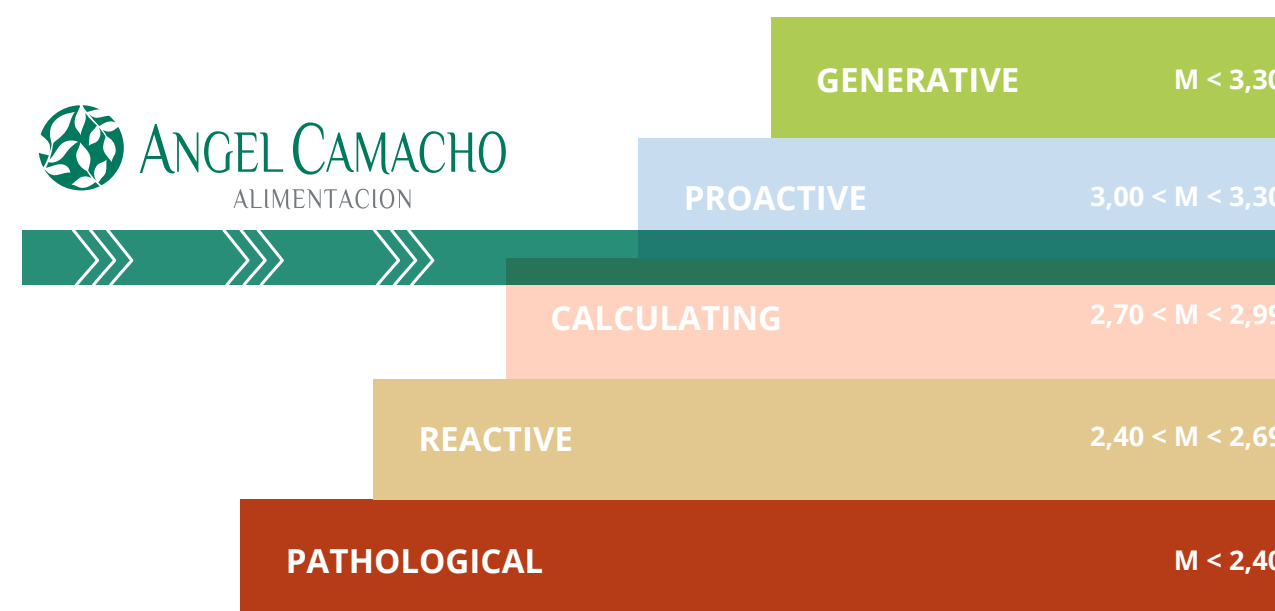 GENERATIVE M < 3,30
ANGEL CAMACHO
ALIMENTACION
PROACTIVE 3,00 < M < 3,30
CALCULATING 2,70 < M < 2,99
REACTIVE 2,40 < M < 2,69
PATHOLOGICAL M < 2,40